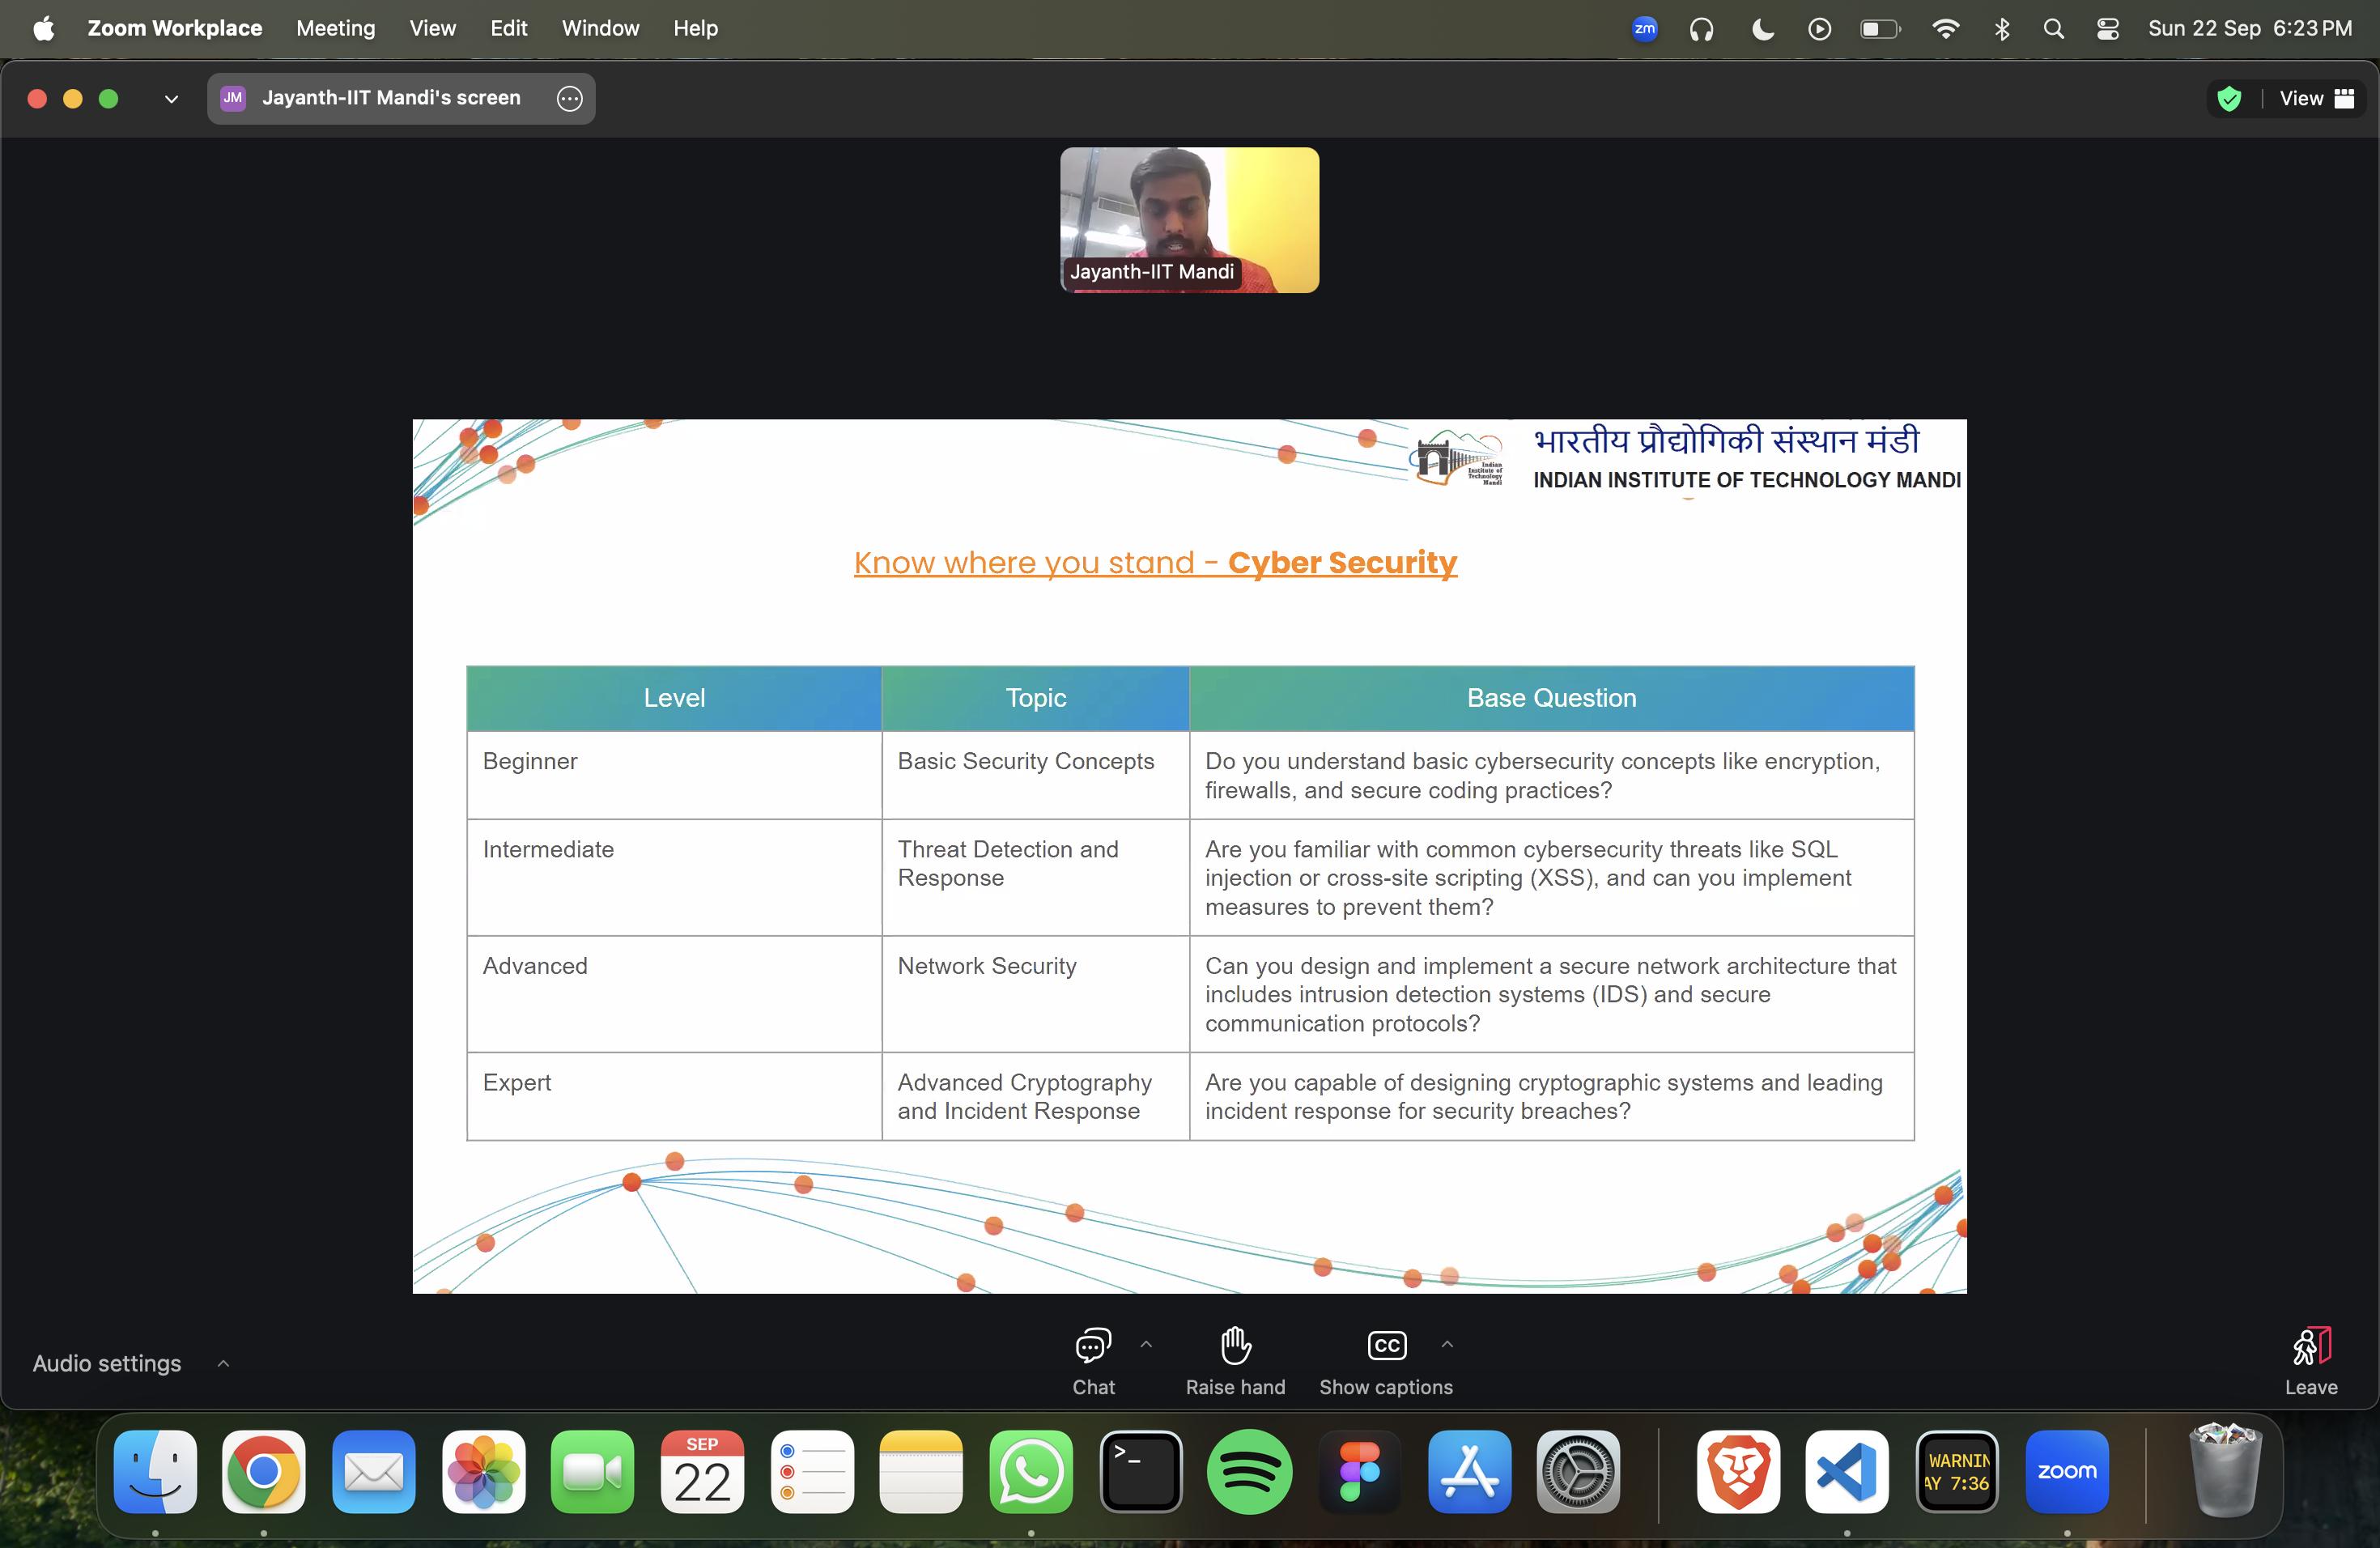 Zoom Workplace Meeting View Edit Window Help
zm Sun 22 Sep 6:23 PM
JM Jayanth-IIT Mandi's screen
View
Jayanth-IIT Mandi
भारतीय प्रौद्योगिकी संस्थान मंडी
Indian
Institute of
Technology
Mandi
INDIAN INSTITUTE OF TECHNOLOGY MANDI
Know where you stand - Cyber Security
Level Topic Base Question
Beginner
Basic Security Concepts
Do you understand basic cybersecurity concepts like encryption,
firewalls, and secure coding practices?
Intermediate
Threat Detection and
Response
Are you familiar with common cybersecurity threats like SQL
injection or cross-site scripting (XSS), and can you implement
measures to prevent them?
Advanced
Network Security
Can you design and implement a secure network architecture that
includes intrusion detection systems (IDS) and secure
communication protocols?
Expert
Advanced Cryptography
and Incident Response
Are you capable of designing cryptographic systems and leading
incident response for security breaches?
Audio settings
Chat
Raise hand
CC
Show captions
Leave
SEP
22
>_
WARNIN
AY 7:36
zoom